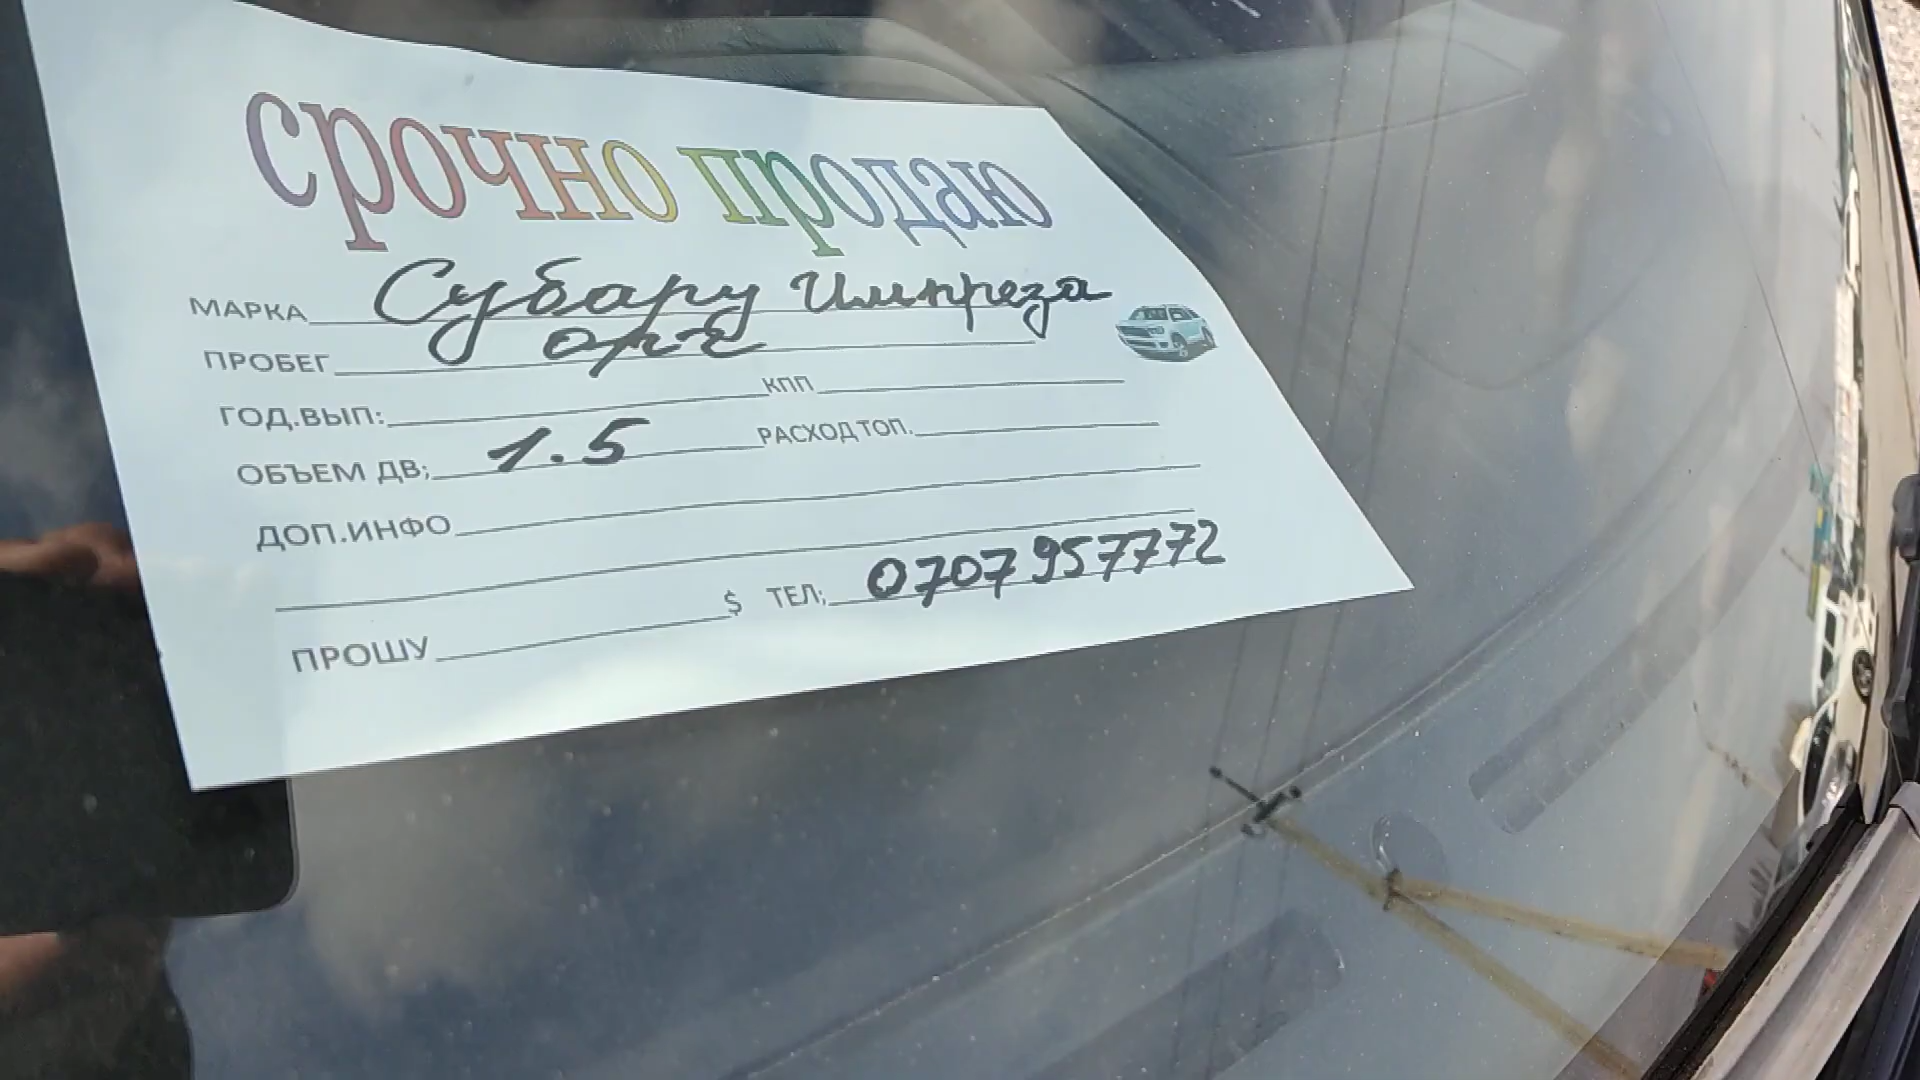 срочно продаю
МАРКА Субару Импреза
ПРОБЕГ
ГОД.ВЫП: КПП
ОБЪЕМ ДВ; 1.5 РАСХОД ТОП.
ДОП.ИНФО
$ ТЕЛ; 0707957772
ПРОШУ